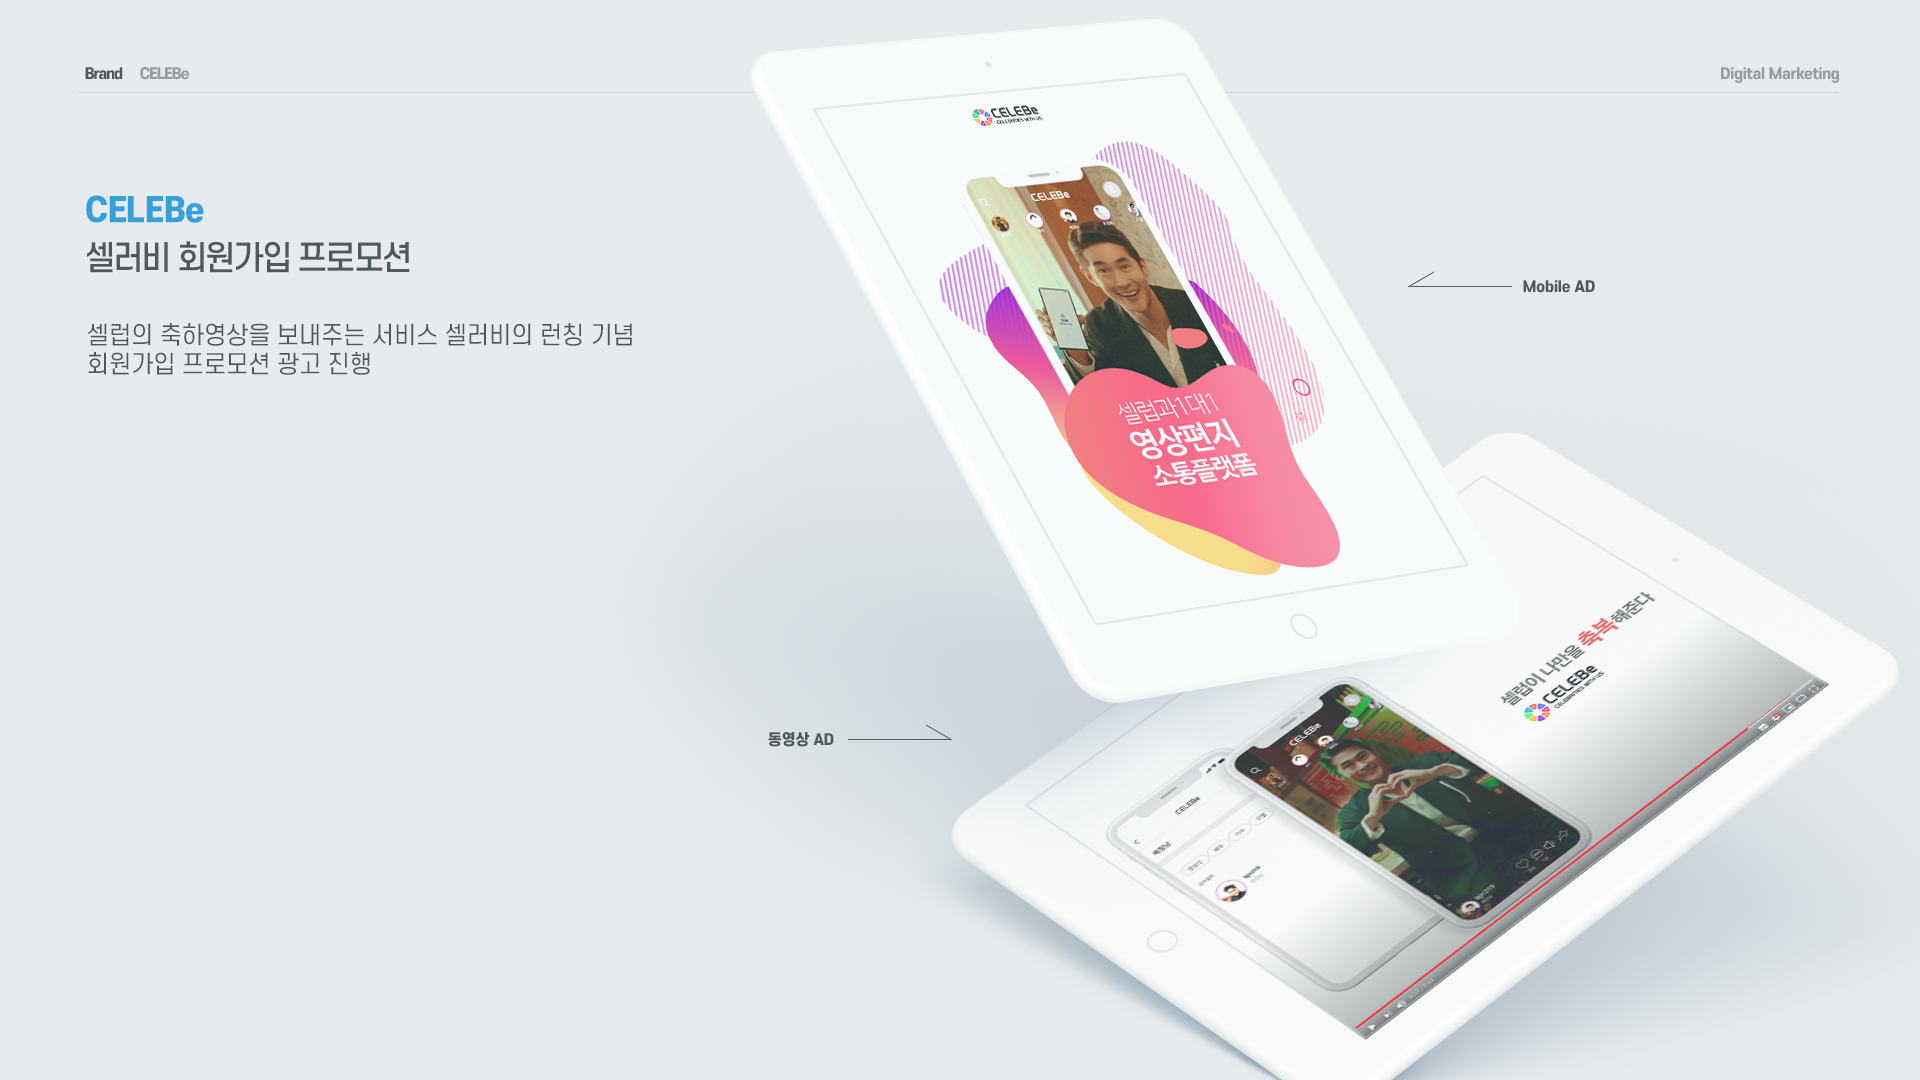 Brand CELEBe
Digital Marketing
CELEBe
셀러비 회원가입 프로모션
셀럽의 축하영상을 보내주는 서비스 셀러비의 런칭 기념
회원가입 프로모션 광고 진행
CELEBe
CELEBRITIES WITH US
CELEBe
셀럽과1대1
영상편지
소통플랫폼
Mobile AD
동영상 AD
셀럽이 나만을 축복해준다
CELEBe
CELEBRITIES WITH US
CELEBe
CELEBe